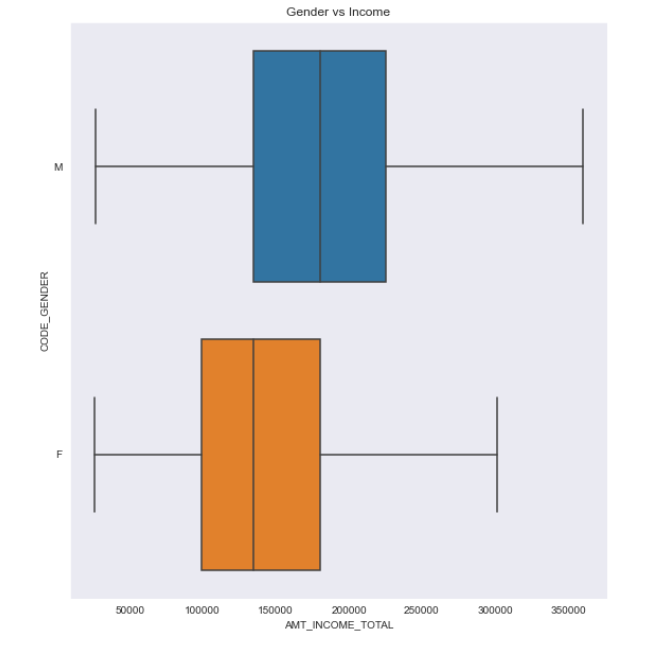 Gender vs Income
M
CODE_GENDER
F
50000 100000 150000 200000 250000 300000 350000
AMT_INCOME_TOTAL